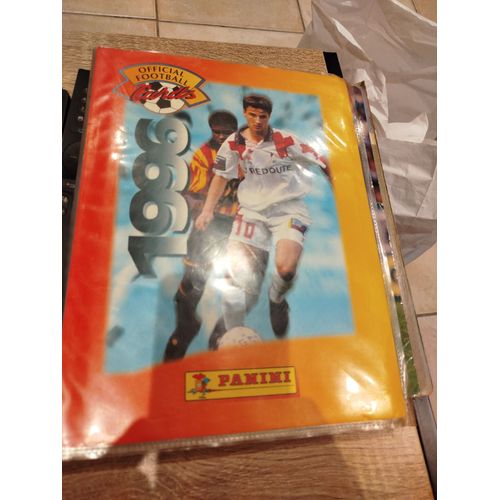 OFFICIAL
FOOTBALL
Cards
1996
REDOUTE
10
PANINI